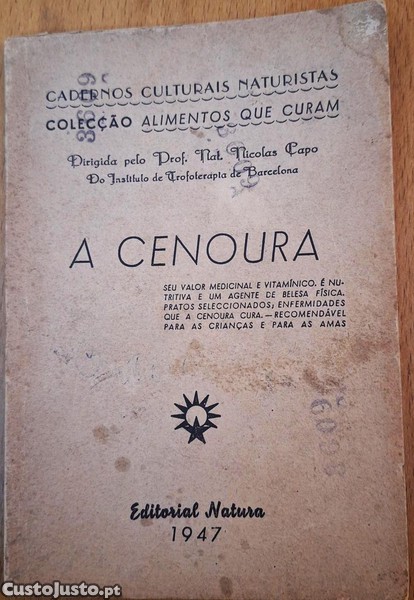 CADERNOS CULTURAIS NATURISTAS
COLECÇÃO ALIMENTOS QUE CURAM
Dirigida pelo Prof. Nat. Nicolas Capo
Do Instituto de Trofoterapia de Barcelona
A CENOURA
SEU VALOR MEDICINAL E VITAMÍNICO. É NU-
TRITIVA E UM AGENTE DE BELESA FÍSICA.
PRATOS SELECCIONADOS; ENFERMIDADES
QUE A CENOURA CURA. — RECOMENDÁVEL
PARA AS CRIANÇAS E PARA AS AMAS
Editorial Natura
1947
CustoJusto.pt